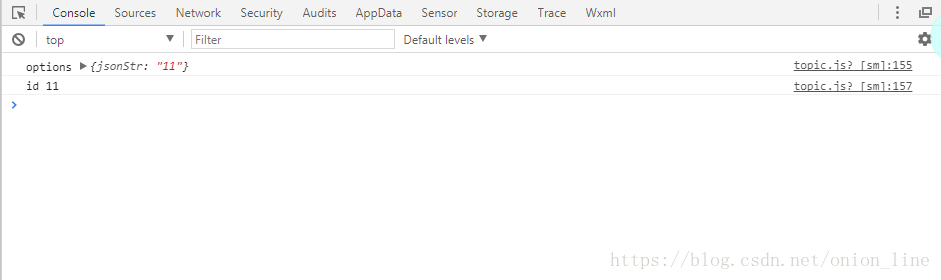 Console Sources Network Security Audits AppData Sensor Storage Trace Wxml
top Filter Default levels
options {jsonStr: "11"} topic.js? [sm]:155
id 11 topic.js? [sm]:157
https://blog.csdn.net/onion_line